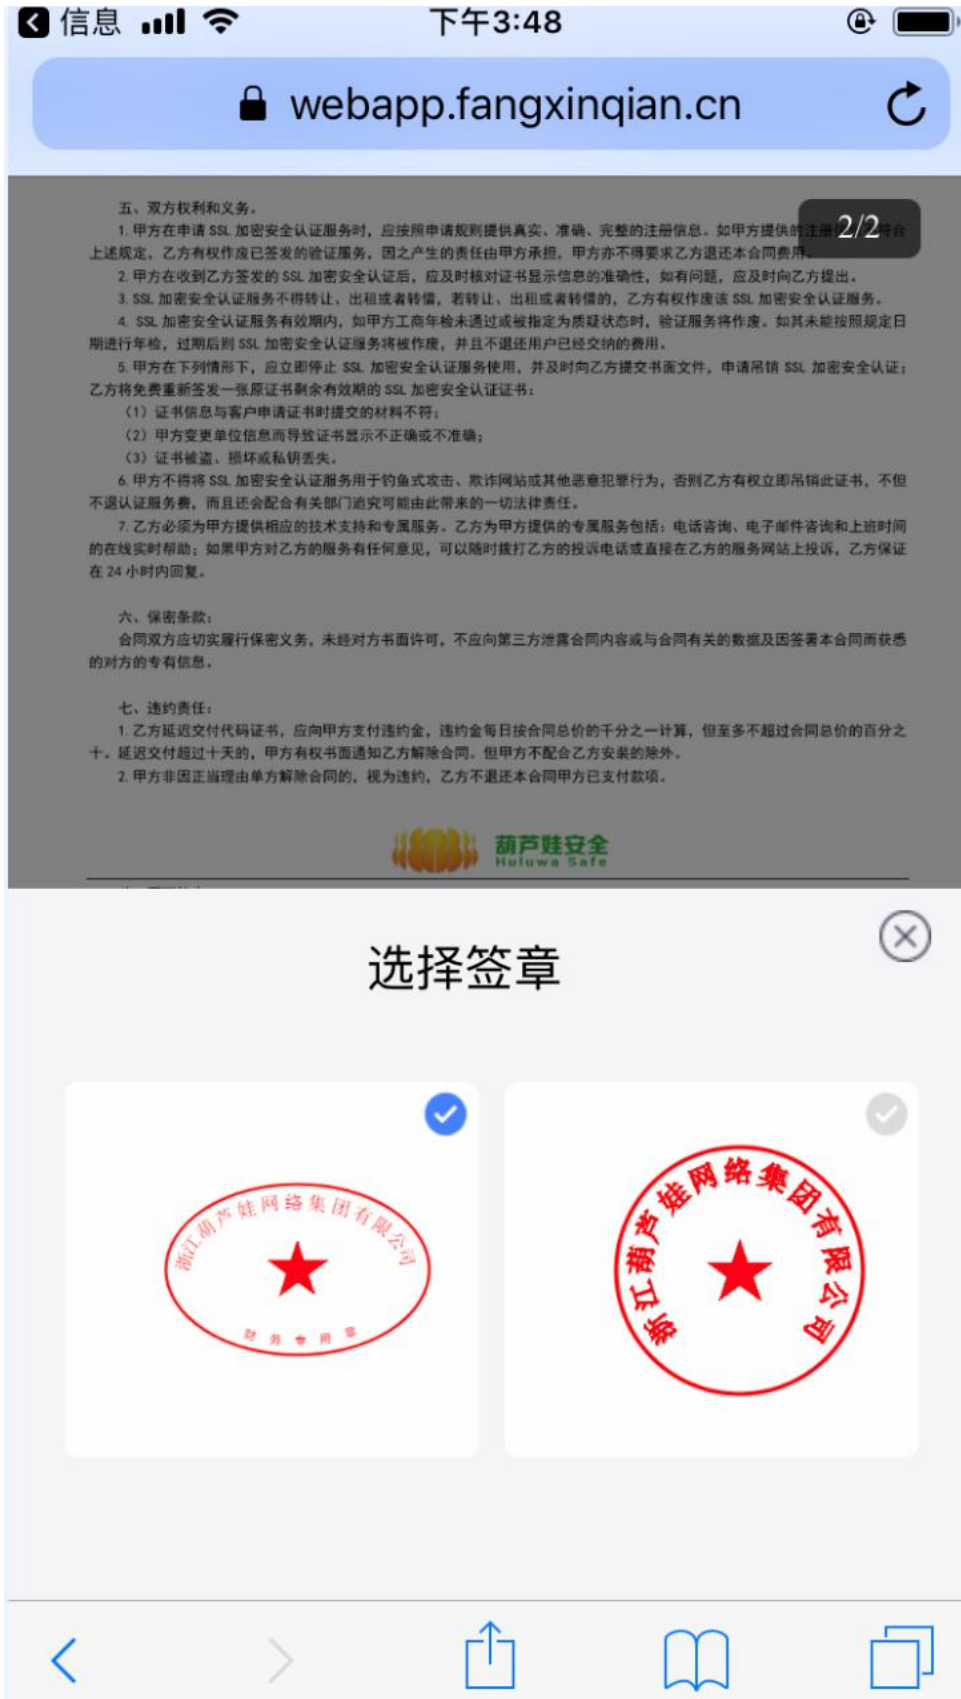 信息
下午3:48
webapp.fangxinqian.cn
2/2
五、双方权利和义务。
1. 甲方在申请 SSL 加密安全认证服务时，应按照申请规则提供真实、准确、完整的注册信息。如甲方提供的注册
上述规定，乙方有权作废已签发的验证服务，因之产生的责任由甲方承担，甲方亦不得要求乙方退还本合同费用
2. 甲方在收到乙方签发的 SSL 加密安全认证后，应及时核对证书显示信息的准确性，如有问题，应及时向乙方提出。
3. SSL 加密安全认证服务不得转让、出租或者转借，若转让、出租或者转借的，乙方有权作废该 SSL 加密安全认证服务。
4. SSL 加密安全认证服务有效期内，如甲方工商年检未通过或被指定为质疑状态时，验证服务将作废。如其未能按照规定日
期进行年检，过期后则 SSL 加密安全认证服务将被作废，并且不退还用户已经交纳的费用。
5. 甲方在下列情形下，应立即停止 SSL 加密安全认证服务使用，并及时向乙方提交书面文件，申请吊销 SSL 加密安全认证；
乙方将免费重新签发一张原证书剩余有效期的 SSL 加密安全认证证书：
（1）证书信息与客户申请证书时提交的材料不符；
（2）甲方变更单位信息而导致证书显示不正确或不准确；
（3）证书被盗、损坏或私钥丢失。
6. 甲方不得将 SSL 加密安全认证服务用于钓鱼式攻击、欺诈网站或其他恶意犯罪行为，否则乙方有权立即吊销此证书，不但
不退认证服务费，而且还会配合有关部门追究可能由此带来的一切法律责任。
7. 乙方必须为甲方提供相应的技术支持和专属服务。乙方为甲方提供的专属服务包括：电话咨询、电子邮件咨询和上班时间
的在线实时帮助；如果甲方对乙方的服务有任何意见，可以随时拨打乙方的投诉电话或直接在乙方的服务网站上投诉，乙方保证
在 24 小时内回复。
六、保密条款：
合同双方应切实履行保密义务，未经对方书面许可，不应向第三方泄露合同内容或与合同有关的数据及因签署本合同而获悉
的对方的专有信息。
七、违约责任：
1. 乙方延迟交付代码证书，应向甲方支付违约金，违约金每日按合同总价的千分之一计算，但至多不超过合同总价的百分之
十。延迟交付超过十天的，甲方有权书面通知乙方解除合同。但甲方不配合乙方安装的除外。
2. 甲方非因正当理由单方解除合同的，视为违约，乙方不退还本合同甲方已支付款项。
葫芦娃安全
Huluwa Safe
选择签章
浙江葫芦娃网络集团有限公司
财务专用章
浙江葫芦娃网络集团有限公司